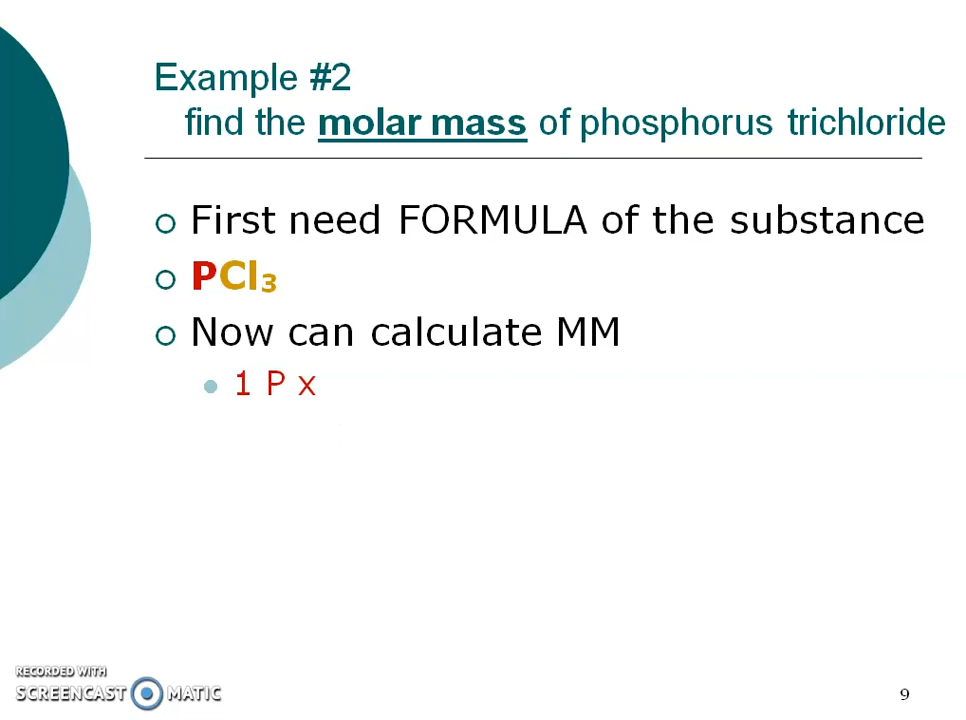 Example #2
find the molar mass of phosphorus trichloride
First need FORMULA of the substance
PCl₃
Now can calculate MM
1 P x
RECORDED WITH
SCREENCAST MATIC
9